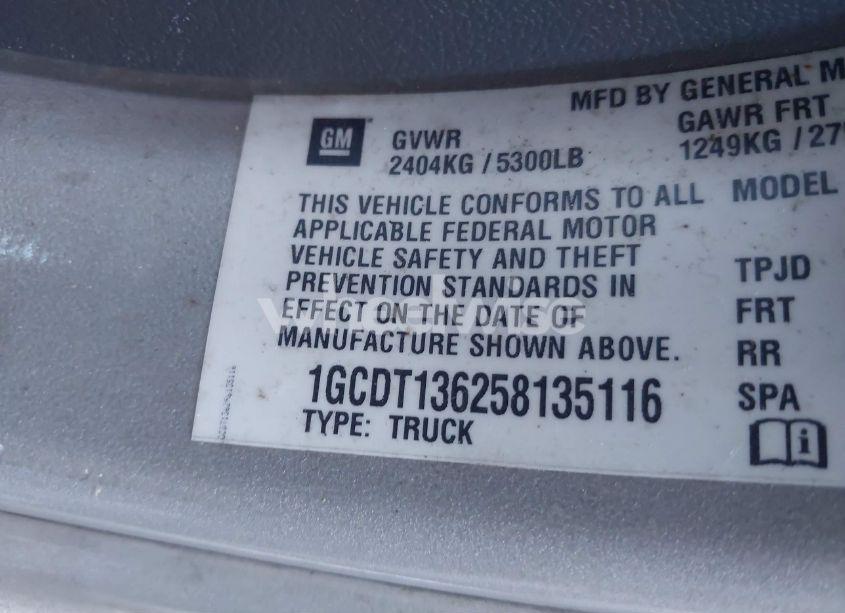 MFD BY GENERAL M
GM
GVWR
GAWR FRT
2404KG / 5300LB
1249KG / 27
THIS VEHICLE CONFORMS TO ALL
MODEL
APPLICABLE FEDERAL MOTOR
VEHICLE SAFETY AND THEFT
TPJD
PREVENTION STANDARDS IN
FRT
EFFECT ON THE DATE OF
RR
MANUFACTURE SHOWN ABOVE.
1GCDT136258135116
SPA
TYPE: TRUCK
i
wheelwise